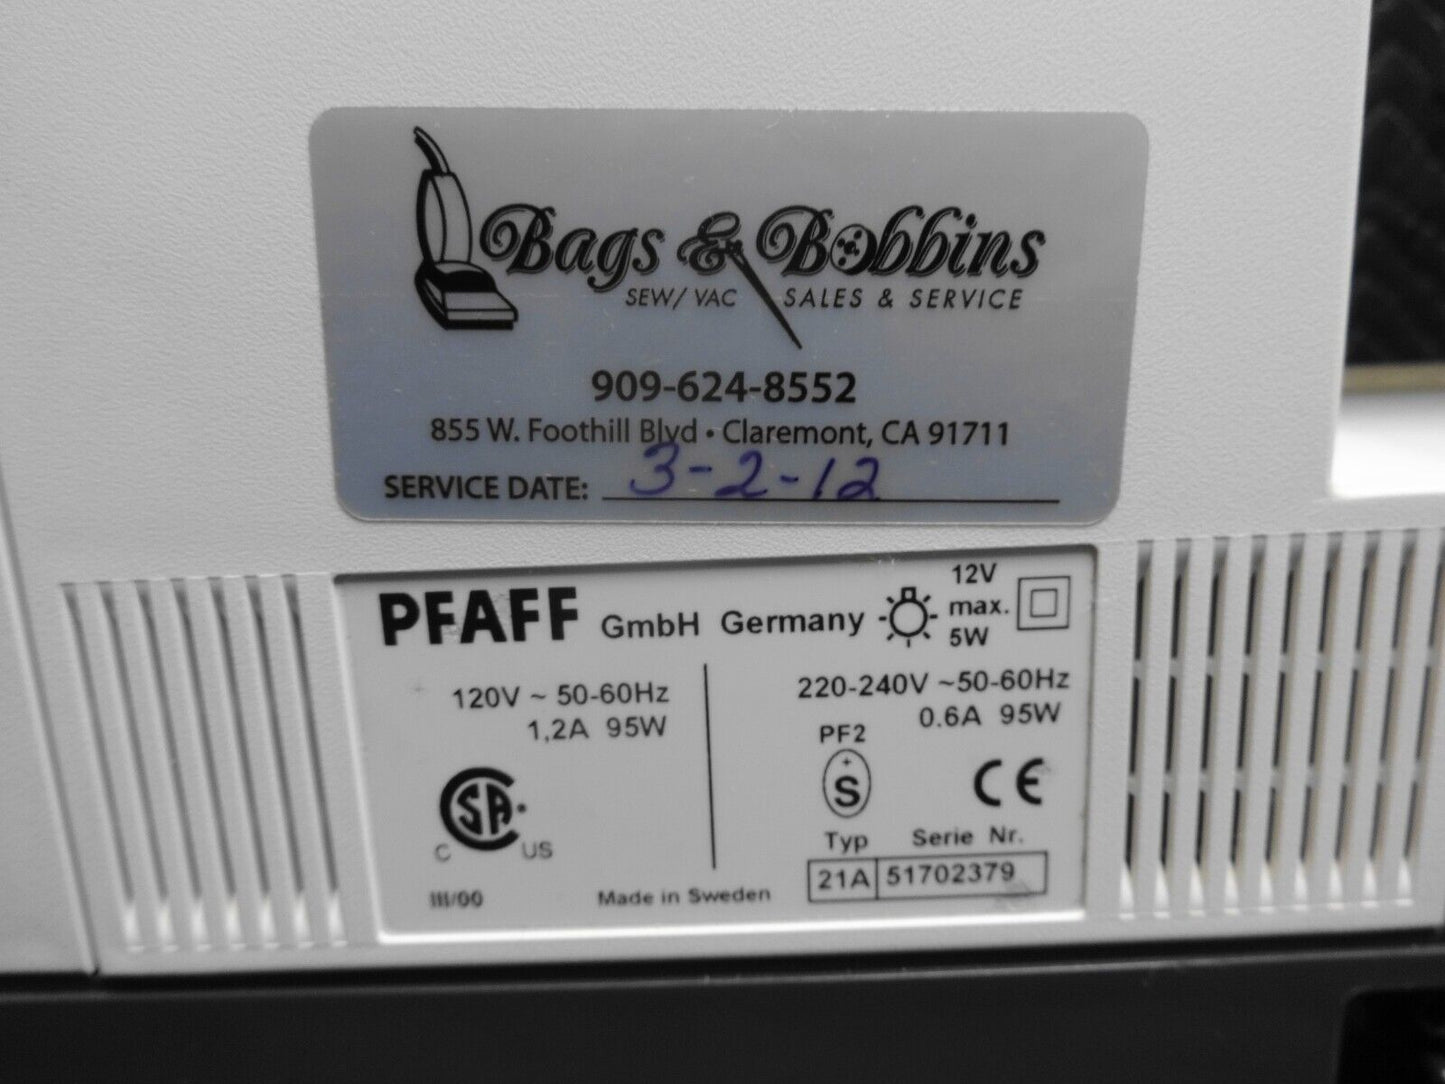 Bags & Bobbins
SEW/ VAC SALES & SERVICE
909-624-8552
855 W. Foothill Blvd • Claremont, CA 91711
SERVICE DATE: 3-2-12
PFAFF GmbH Germany
12V
max.
5W
120V ~ 50-60Hz
1,2A 95W
220-240V ~50-60Hz
0.6A 95W
PF2
+
S
CE
CSA
C US
Typ Serie Nr.
21A 51702379
III/00
Made in Sweden